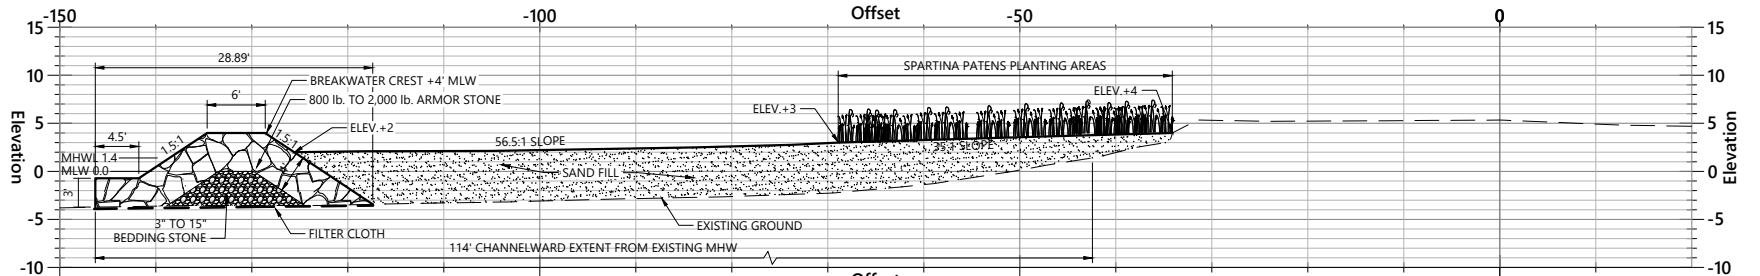 -150 -100 Offset -50 0
15 15
10 10
5 5
0 0
-5 -5
-10 -10
Elevation
Elevation
28.89'
6'
4.5'
BREAKWATER CREST +4' MLW
800 lb. TO 2,000 lb. ARMOR STONE
ELEV.+2
1.5:1
1.5:1
MHWL 1.4
MLW 0.0
3'
3" TO 15"
BEDDING STONE
FILTER CLOTH
56.5:1 SLOPE
SAND FILL
EXISTING GROUND
114' CHANNELWARD EXTENT FROM EXISTING MHW
SPARTINA PATENS PLANTING AREAS
ELEV.+3
ELEV.+4
35:1 SLOPE
Offset